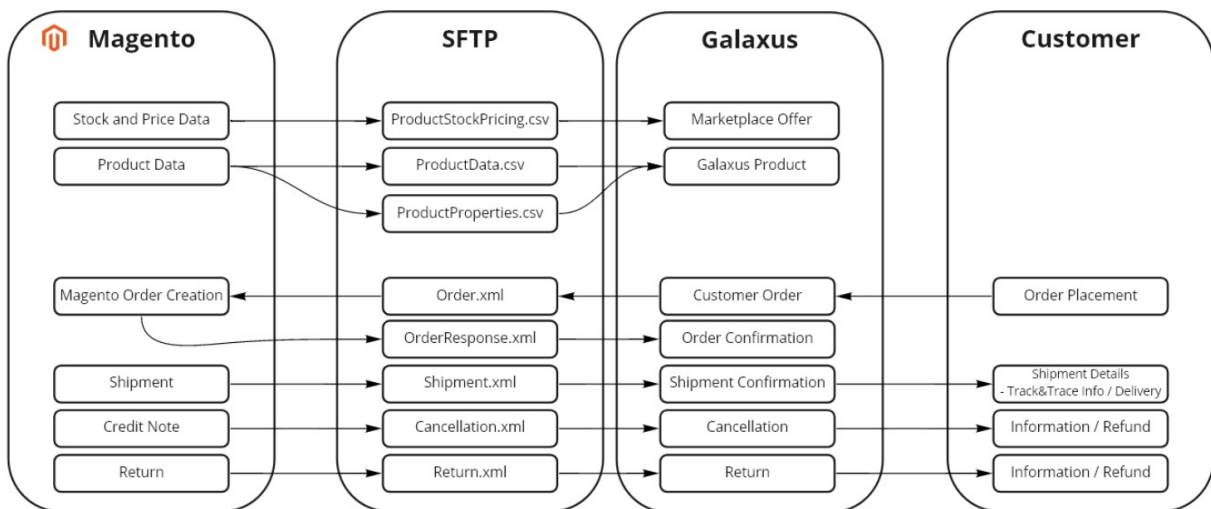 Magento
SFTP
Galaxus
Customer
Stock and Price Data
ProductStockPricing.csv
Marketplace Offer
Product Data
ProductData.csv
Galaxus Product
ProductProperties.csv
Magento Order Creation
Order.xml
Customer Order
Order Placement
OrderResponse.xml
Order Confirmation
Shipment
Shipment.xml
Shipment Confirmation
Shipment Details
- Track&Trace Info / Delivery
Credit Note
Cancellation.xml
Cancellation
Information / Refund
Return
Return.xml
Return
Information / Refund